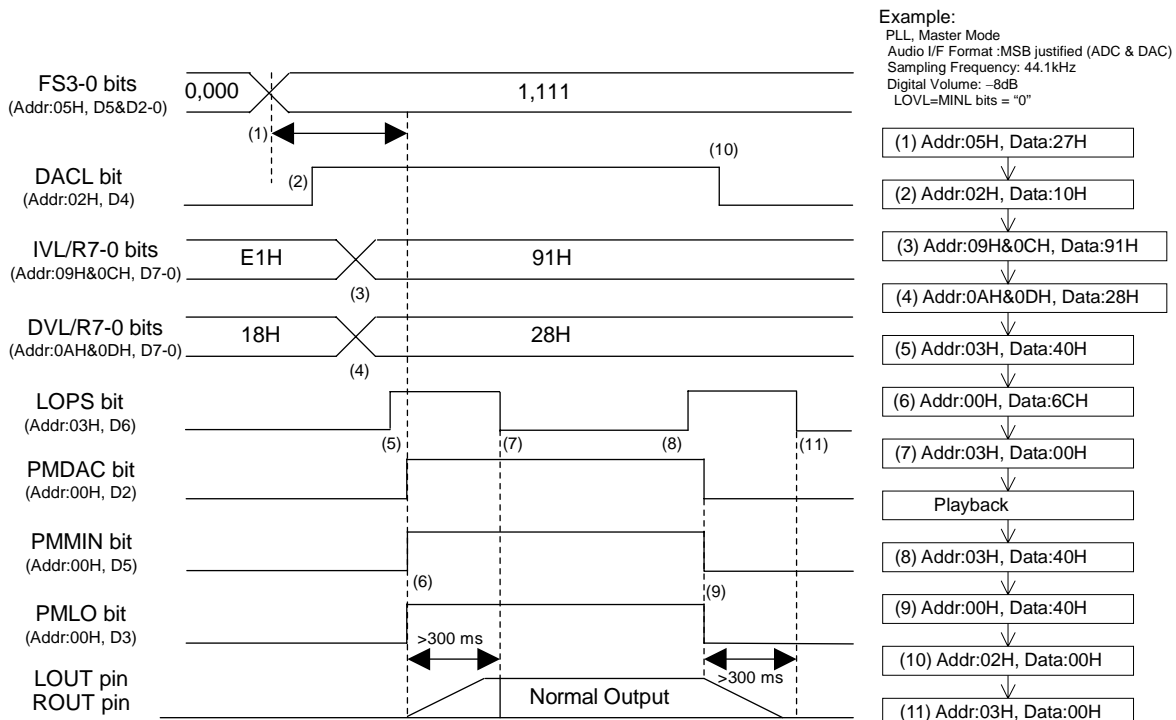 Example:
PLL, Master Mode
Audio I/F Format :MSB justified (ADC & DAC)
Sampling Frequency: 44.1kHz
Digital Volume: −8dB
LOVL=MINL bits = “0”
FS3-0 bits
(Addr:05H, D5&D2-0)
0,000
1,111
(1)
DACL bit
(Addr:02H, D4)
(2)
(10)
IVL/R7-0 bits
(Addr:09H&0CH, D7-0)
E1H
91H
(3)
DVL/R7-0 bits
(Addr:0AH&0DH, D7-0)
18H
28H
(4)
LOPS bit
(Addr:03H, D6)
(5)
(7)
(8)
(11)
PMDAC bit
(Addr:00H, D2)
PMMIN bit
(Addr:00H, D5)
(6)
(9)
PMLO bit
(Addr:00H, D3)
>300 ms
>300 ms
LOUT pin
ROUT pin
Normal Output
(1) Addr:05H, Data:27H
(2) Addr:02H, Data:10H
(3) Addr:09H&0CH, Data:91H
(4) Addr:0AH&0DH, Data:28H
(5) Addr:03H, Data:40H
(6) Addr:00H, Data:6CH
(7) Addr:03H, Data:00H
Playback
(8) Addr:03H, Data:40H
(9) Addr:00H, Data:40H
(10) Addr:02H, Data:00H
(11) Addr:03H, Data:00H